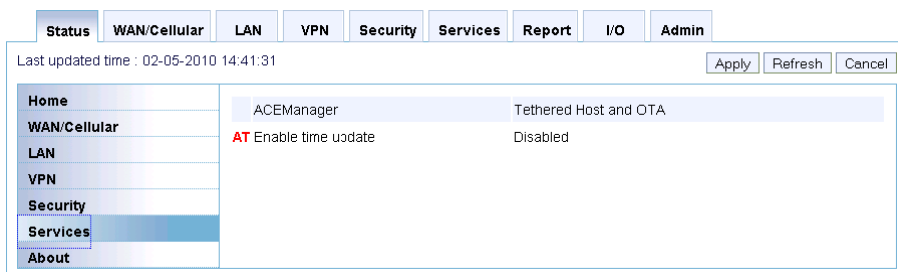 Status WAN/Cellular LAN VPN Security Services Report I/O Admin
Last updated time : 02-05-2010 14:41:31 Apply Refresh Cancel
Home
ACEManager Tethered Host and OTA
WAN/Cellular
AT Enable time update Disabled
LAN
VPN
Security
Services
About